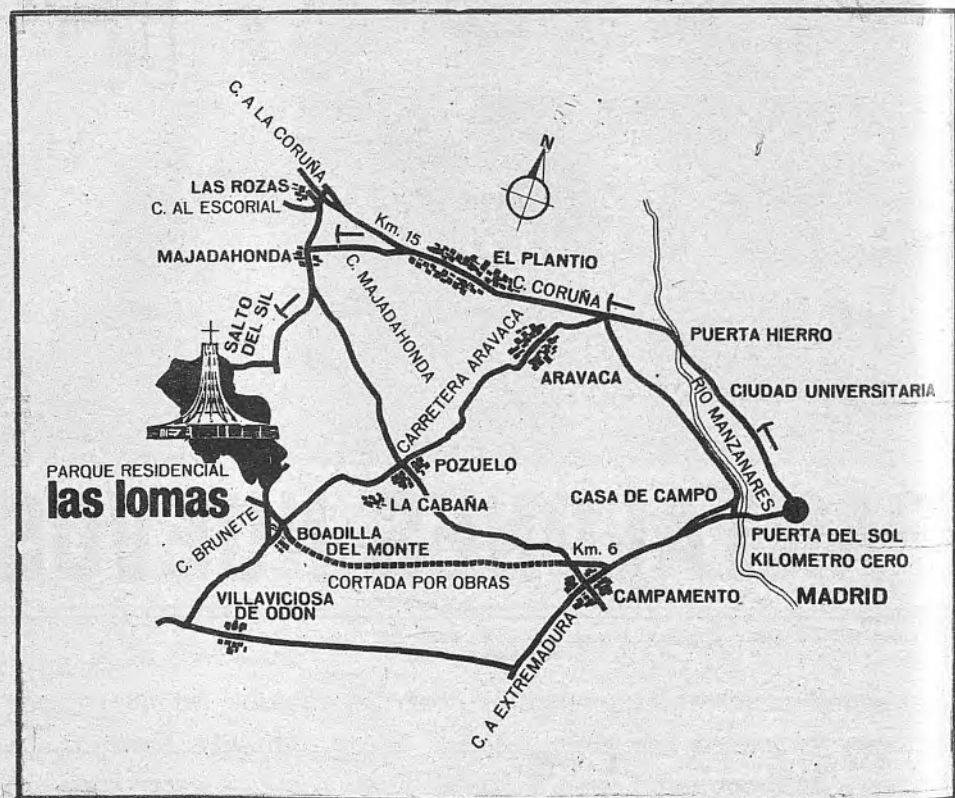 C. A LA CORUÑA
N
LAS ROZAS
C. AL ESCORIAL
Km. 15
MAJADAHONDA
EL PLANTIO
C. CORUÑA
C. MAJADAHONDA
SALTO
DEL SIL
CARRETERA ARAVACA
ARAVACA
PUERTA HIERRO
CIUDAD UNIVERSITARIA
RIO MANZANARES
PARQUE RESIDENCIAL
las lomas
POZUELO
LA CABAÑA
CASA DE CAMPO
C. BRUNETE
BOADILLA
DEL MONTE
Km. 6
PUERTA DEL SOL
KILOMETRO CERO
CORTADA POR OBRAS
CAMPAMENTO
MADRID
VILLAVICIOSA
DE ODON
C. A EXTREMADURA